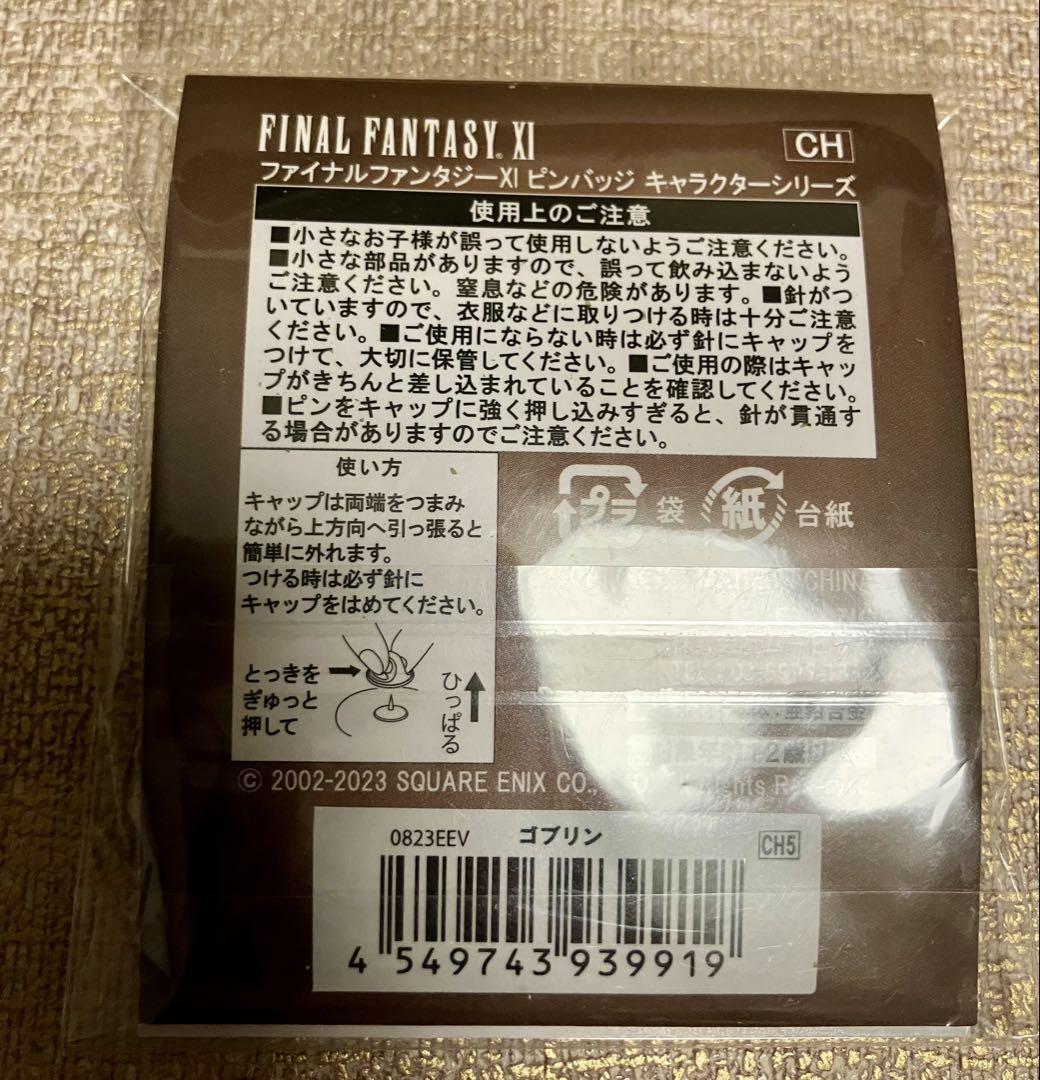 FINAL FANTASY® XI
CH
ファイナルファンタジーXI ピンバッジ キャラクターシリーズ
使用上のご注意
■小さなお子様が誤って使用しないようご注意ください。
■小さな部品がありますので、誤って飲み込まないよう
ご注意ください。窒息などの危険があります。■針がつ
いていますので、衣服などに取りつける時は十分ご注意
ください。■ご使用にならない時は必ず針にキャップを
つけて、大切に保管してください。■ご使用の際はキャッ
プがきちんと差し込まれていることを確認してください。
■ピンをキャップに強く押し込みすぎると、針が貫通す
る場合がありますのでご注意ください。
使い方
キャップは両端をつまみ
ながら上方向へ引っ張ると
簡単に外れます。
つける時は必ず針に
キャップをはめてください。
とっきを
ぎゅっと
押して
ひっぱる
プラ 袋 紙 台紙
CHINA
亜鉛合金
© 2002-2023 SQUARE ENIX CO.,
0823EEV ゴブリン CH5
4 549743 939919